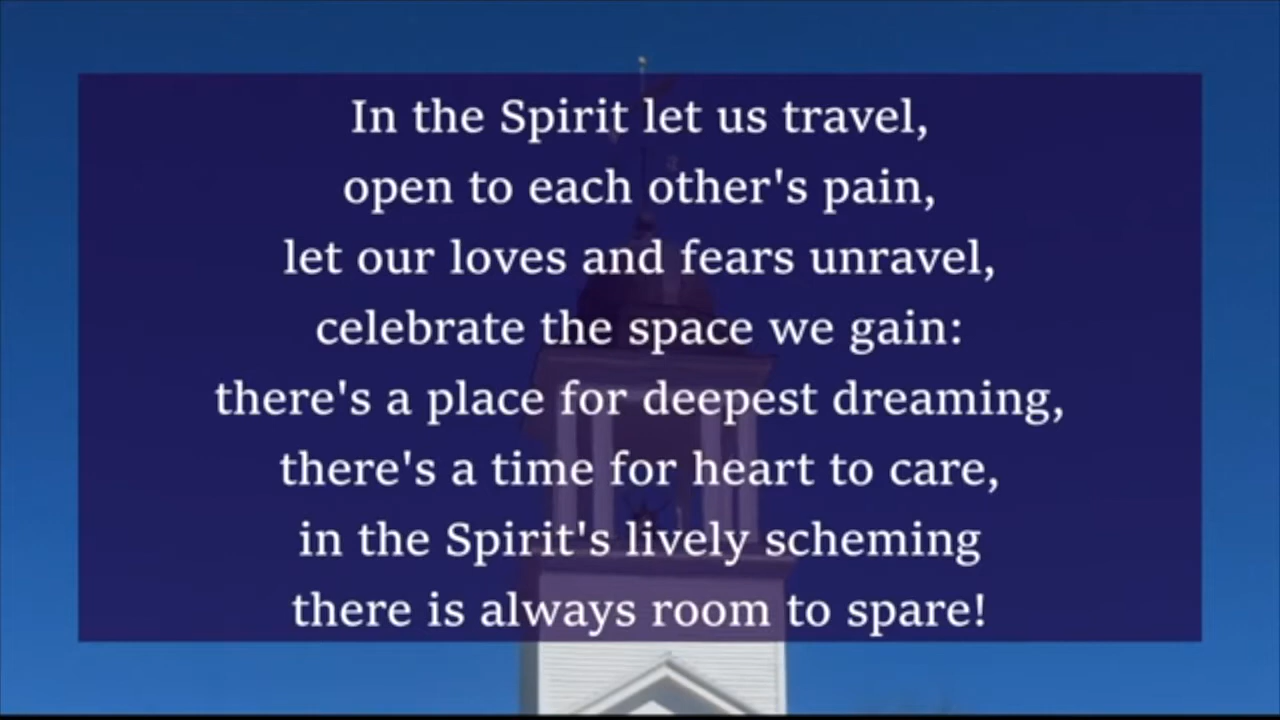 In the Spirit let us travel,
open to each other's pain,
let our loves and fears unravel,
celebrate the space we gain:
there's a place for deepest dreaming,
there's a time for heart to care,
in the Spirit's lively scheming
there is always room to spare!